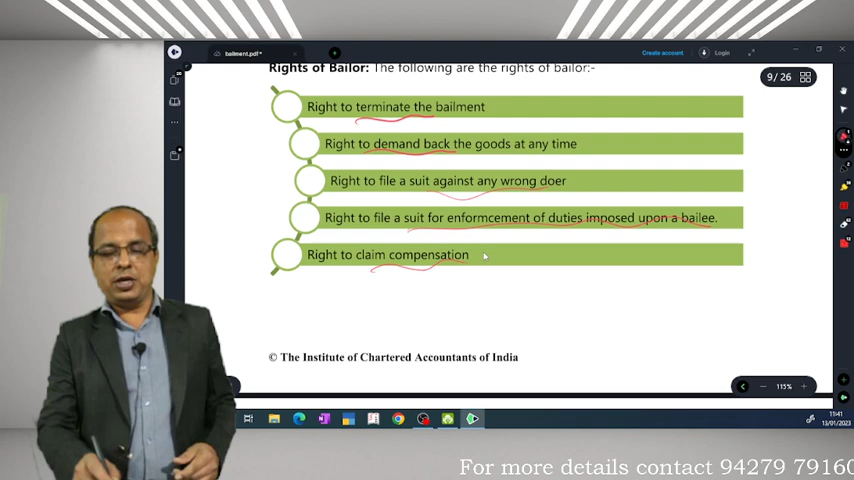 bailment.pdf*
Create account
Login
Rights of Bailor: The following are the rights of bailor:-
9 / 26
Right to terminate the bailment
Right to demand back the goods at any time
Right to file a suit against any wrong doer
Right to file a suit for enformcement of duties imposed upon a bailee.
Right to claim compensation
© The Institute of Chartered Accountants of India
115%
11:41
13/01/2023
For more details contact 94279 79160